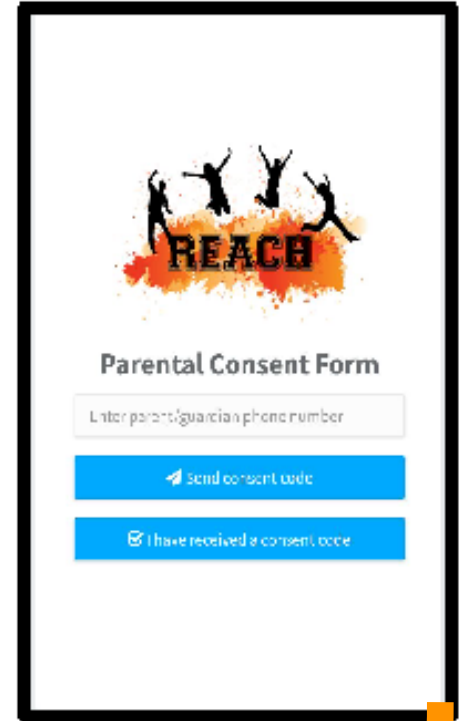 REACH
Parental Consent Form
Enter parent/guardian phone number
Send consent code
I have received a consent code